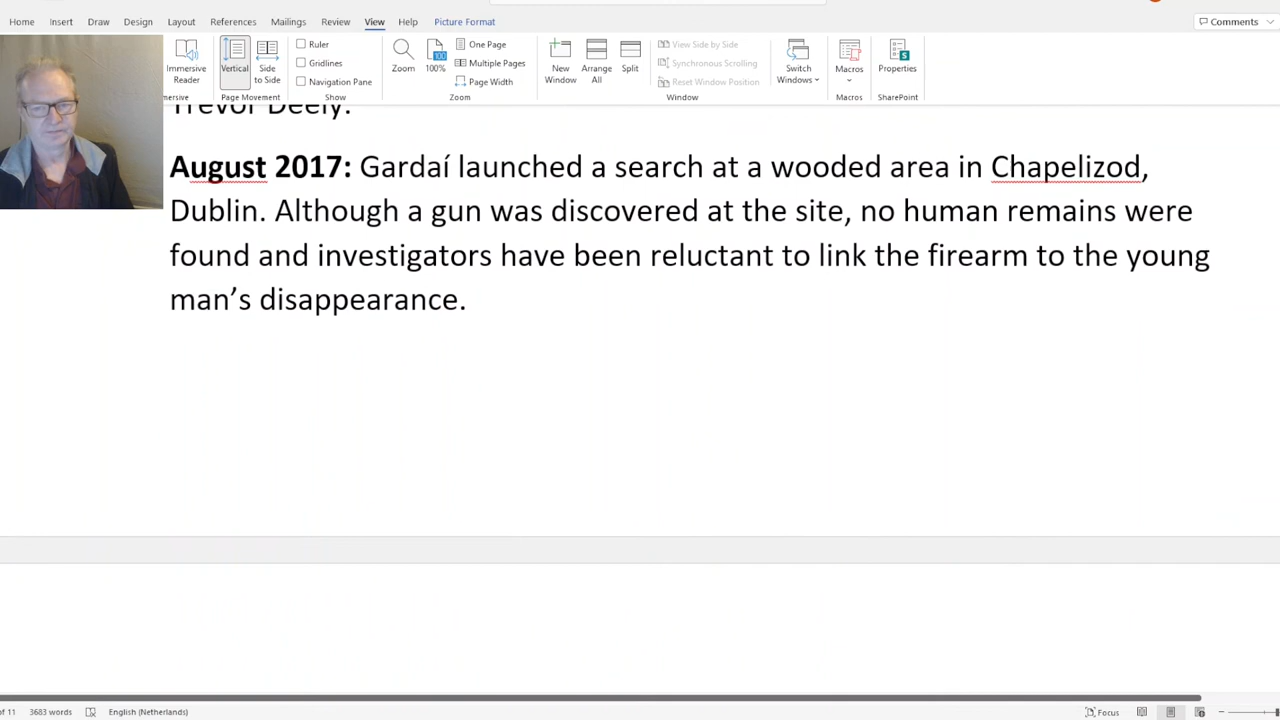 Home Insert Draw Design Layout References Mailings Review View Help Picture Format Comments
Immersive Reader
Vertical
Side to Side
Page Movement
Ruler
Gridlines
Navigation Pane
Show
Zoom
100%
One Page
Multiple Pages
Page Width
Zoom
New Window
Arrange All
Split
View Side by Side
Synchronous Scrolling
Reset Window Position
Window
Switch Windows
Macros
Macros
Properties
SharePoint
Trevor Deely.
August 2017: Gardaí launched a search at a wooded area in Chapelizod,
Dublin. Although a gun was discovered at the site, no human remains were
found and investigators have been reluctant to link the firearm to the young
man’s disappearance.
of 11 3683 words English (Netherlands) Focus